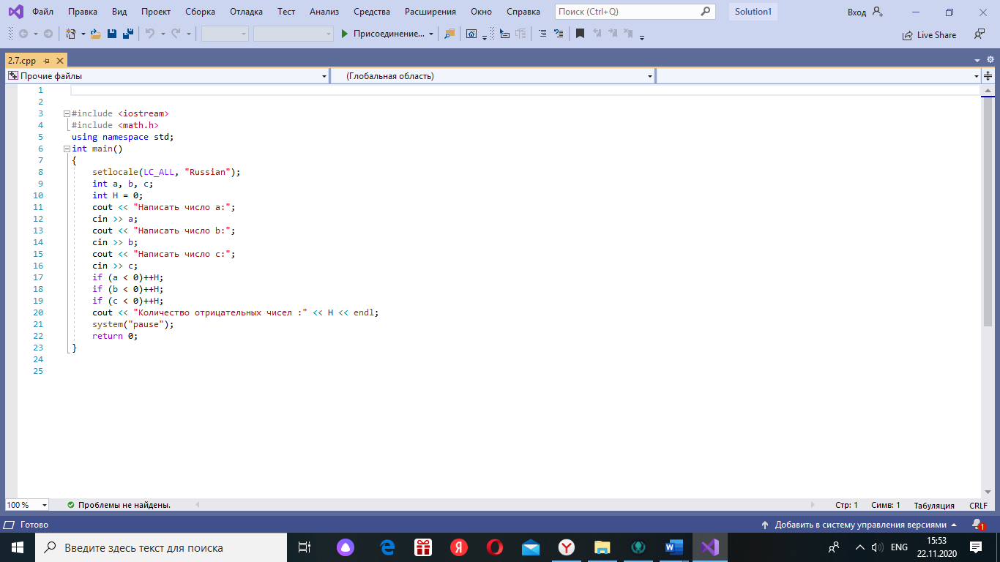 Файл Правка Вид Проект Сборка Отладка Тест Анализ Средства Расширения Окно Справка Поиск (Ctrl+Q) Solution1 Вход
Присоединение... Live Share
2.7.cpp
Прочие файлы (Глобальная область)
1
2
3 #include <iostream>
4 #include <math.h>
5 using namespace std;
6 int main()
7 {
8 setlocale(LC_ALL, "Russian");
9 int a, b, c;
10 int H = 0;
11 cout << "Написать число a:";
12 cin >> a;
13 cout << "Написать число b:";
14 cin >> b;
15 cout << "Написать число c:";
16 cin >> c;
17 if (a < 0)++H;
18 if (b < 0)++H;
19 if (c < 0)++H;
20 cout << "Количество отрицательных чисел :" << H << endl;
21 system("pause");
22 return 0;
23 }
24
25
100 % Проблемы не найдены. Стр: 1 Симв: 1 Табуляция CRLF
Готово Добавить в систему управления версиями 1
Введите здесь текст для поиска ENG 15:53
22.11.2020